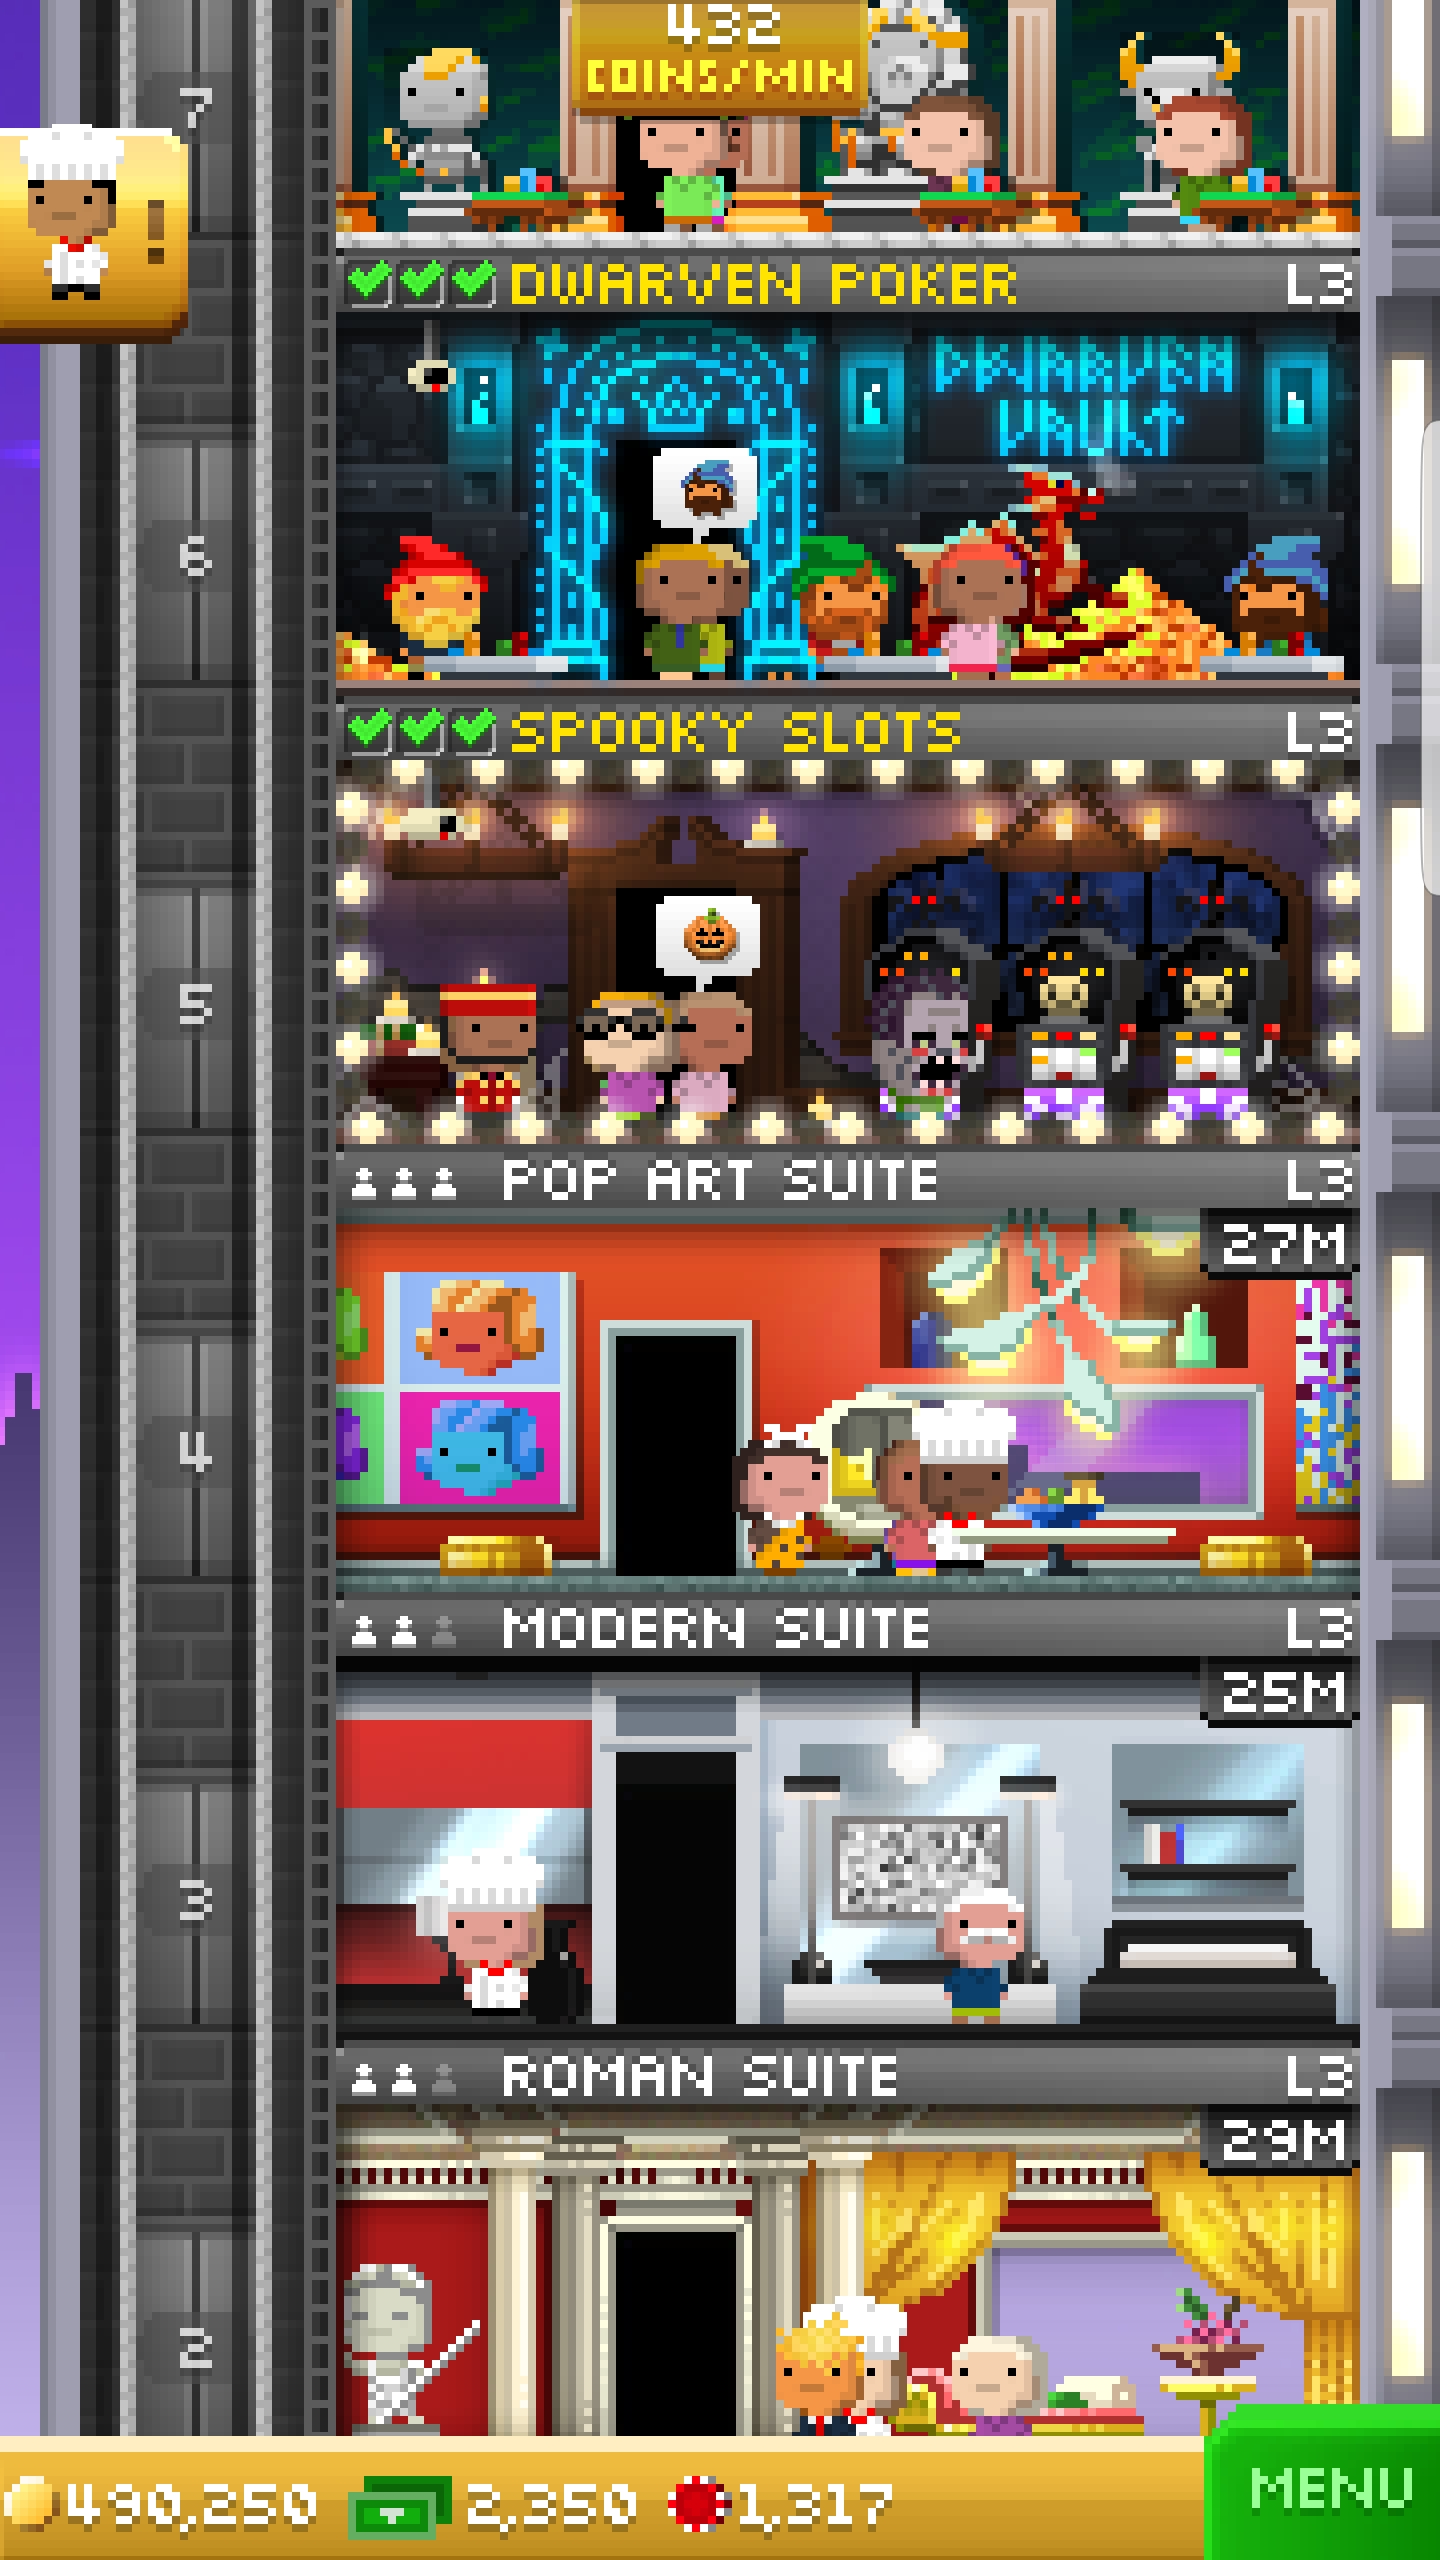 432
COINS/MIN
7
!
DWARVEN POKER L3
DWARVEN
VAULT
6
SPOOKY SLOTS L3
5
POP ART SUITE L3
27M
4
MODERN SUITE L3
25M
3
ROMAN SUITE L3
29M
2
490,250 2,350 1,317 MENU